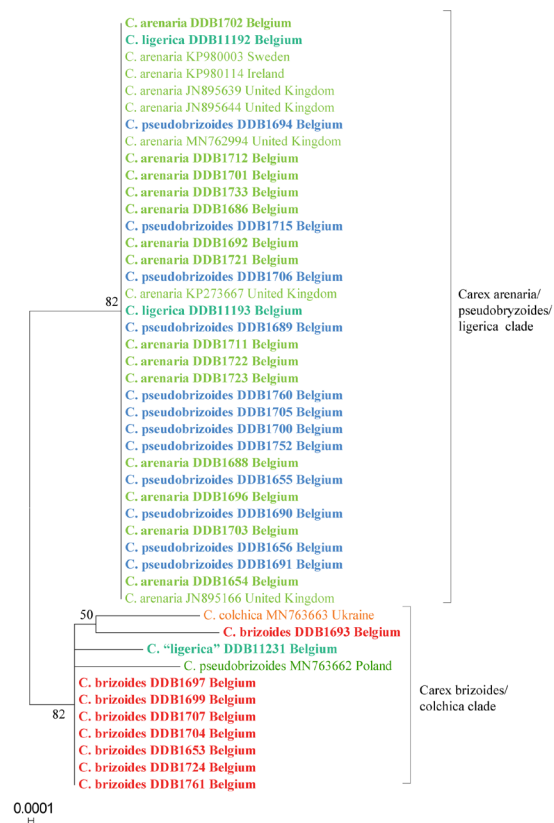 C. arenaria DDB1702 Belgium
C. ligerica DDB11192 Belgium
C. arenaria KP980003 Sweden
C. arenaria KP980114 Ireland
C. arenaria JN895639 United Kingdom
C. arenaria JN895644 United Kingdom
C. pseudobrizoides DDB1694 Belgium
C. arenaria MN762994 United Kingdom
C. arenaria DDB1712 Belgium
C. arenaria DDB1701 Belgium
C. arenaria DDB1733 Belgium
C. arenaria DDB1686 Belgium
C. pseudobrizoides DDB1715 Belgium
C. arenaria DDB1692 Belgium
C. arenaria DDB1721 Belgium
C. pseudobrizoides DDB1706 Belgium
C. arenaria KP273667 United Kingdom
82
C. ligerica DDB11193 Belgium
C. pseudobrizoides DDB1689 Belgium
C. arenaria DDB1711 Belgium
C. arenaria DDB1722 Belgium
C. arenaria DDB1723 Belgium
C. pseudobrizoides DDB1760 Belgium
C. pseudobrizoides DDB1705 Belgium
C. pseudobrizoides DDB1700 Belgium
C. pseudobrizoides DDB1752 Belgium
C. arenaria DDB1688 Belgium
C. pseudobrizoides DDB1655 Belgium
C. arenaria DDB1696 Belgium
C. pseudobrizoides DDB1690 Belgium
C. arenaria DDB1703 Belgium
C. pseudobrizoides DDB1656 Belgium
C. pseudobrizoides DDB1691 Belgium
C. arenaria DDB1654 Belgium
C. arenaria JN895166 United Kingdom
Carex arenaria/
pseudobryzoides/
ligerica clade
50
C. colchica MN763663 Ukraine
C. brizoides DDB1693 Belgium
C. “ligerica” DDB11231 Belgium
C. pseudobrizoides MN763662 Poland
C. brizoides DDB1697 Belgium
C. brizoides DDB1699 Belgium
82
C. brizoides DDB1707 Belgium
C. brizoides DDB1704 Belgium
C. brizoides DDB1653 Belgium
C. brizoides DDB1724 Belgium
C. brizoides DDB1761 Belgium
Carex brizoides/
colchica clade
0.0001